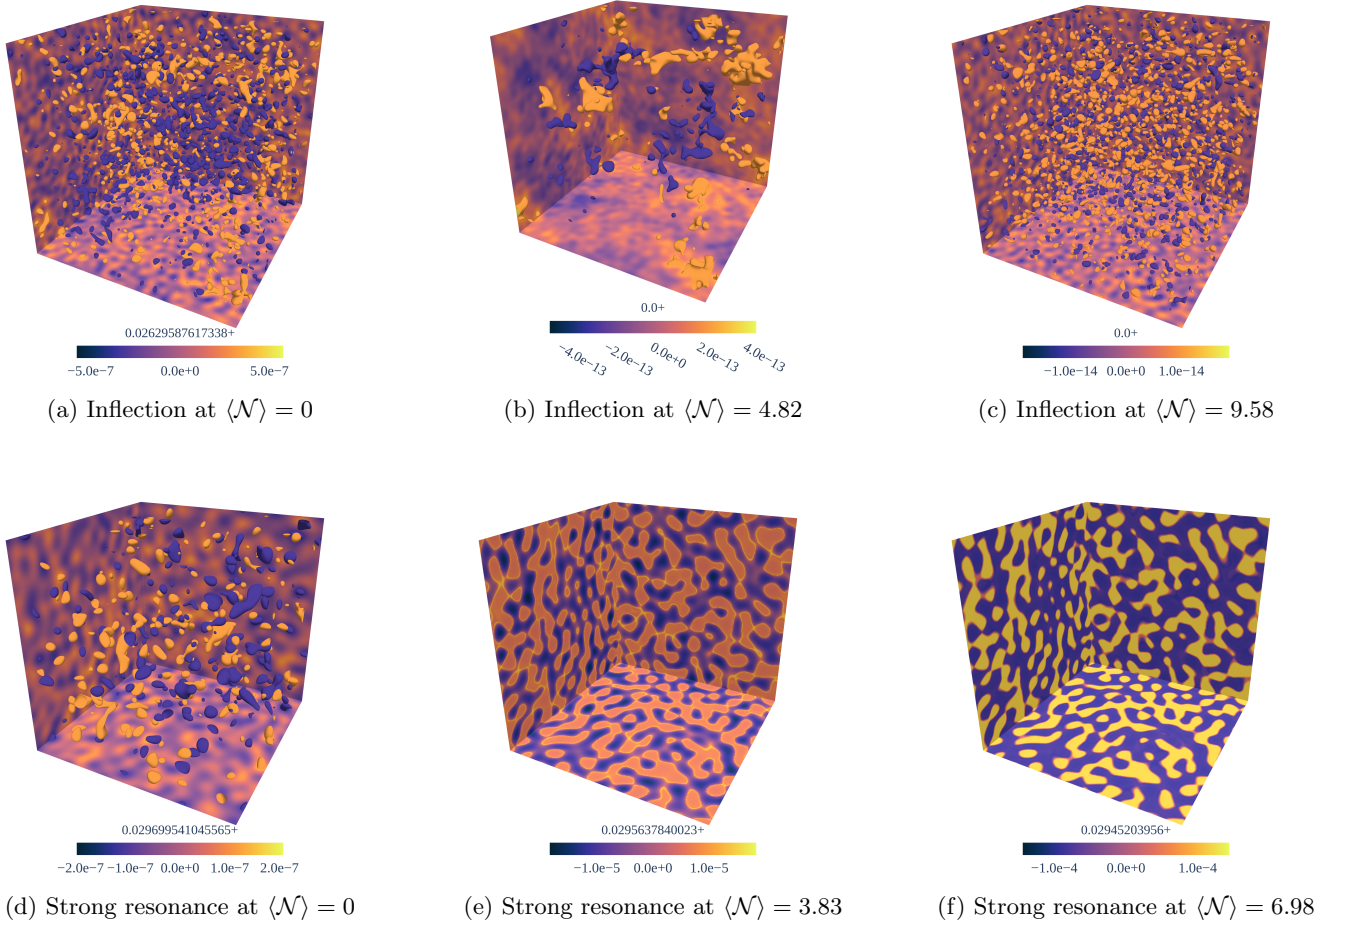 0.02629587617338+
−5.0e−7 0.0e+0 5.0e−7
(a) Inflection at ⟨𝒩⟩ = 0
0.0+
−4.0e−13 −2.0e−13 0.0e+0 2.0e−13 4.0e−13
(b) Inflection at ⟨𝒩⟩ = 4.82
0.0+
−1.0e−14 0.0e+0 1.0e−14
(c) Inflection at ⟨𝒩⟩ = 9.58
0.029699541045565+
−2.0e−7 −1.0e−7 0.0e+0 1.0e−7 2.0e−7
(d) Strong resonance at ⟨𝒩⟩ = 0
0.0295637840023+
−1.0e−5 0.0e+0 1.0e−5
(e) Strong resonance at ⟨𝒩⟩ = 3.83
0.02945203956+
−1.0e−4 0.0e+0 1.0e−4
(f) Strong resonance at ⟨𝒩⟩ = 6.98